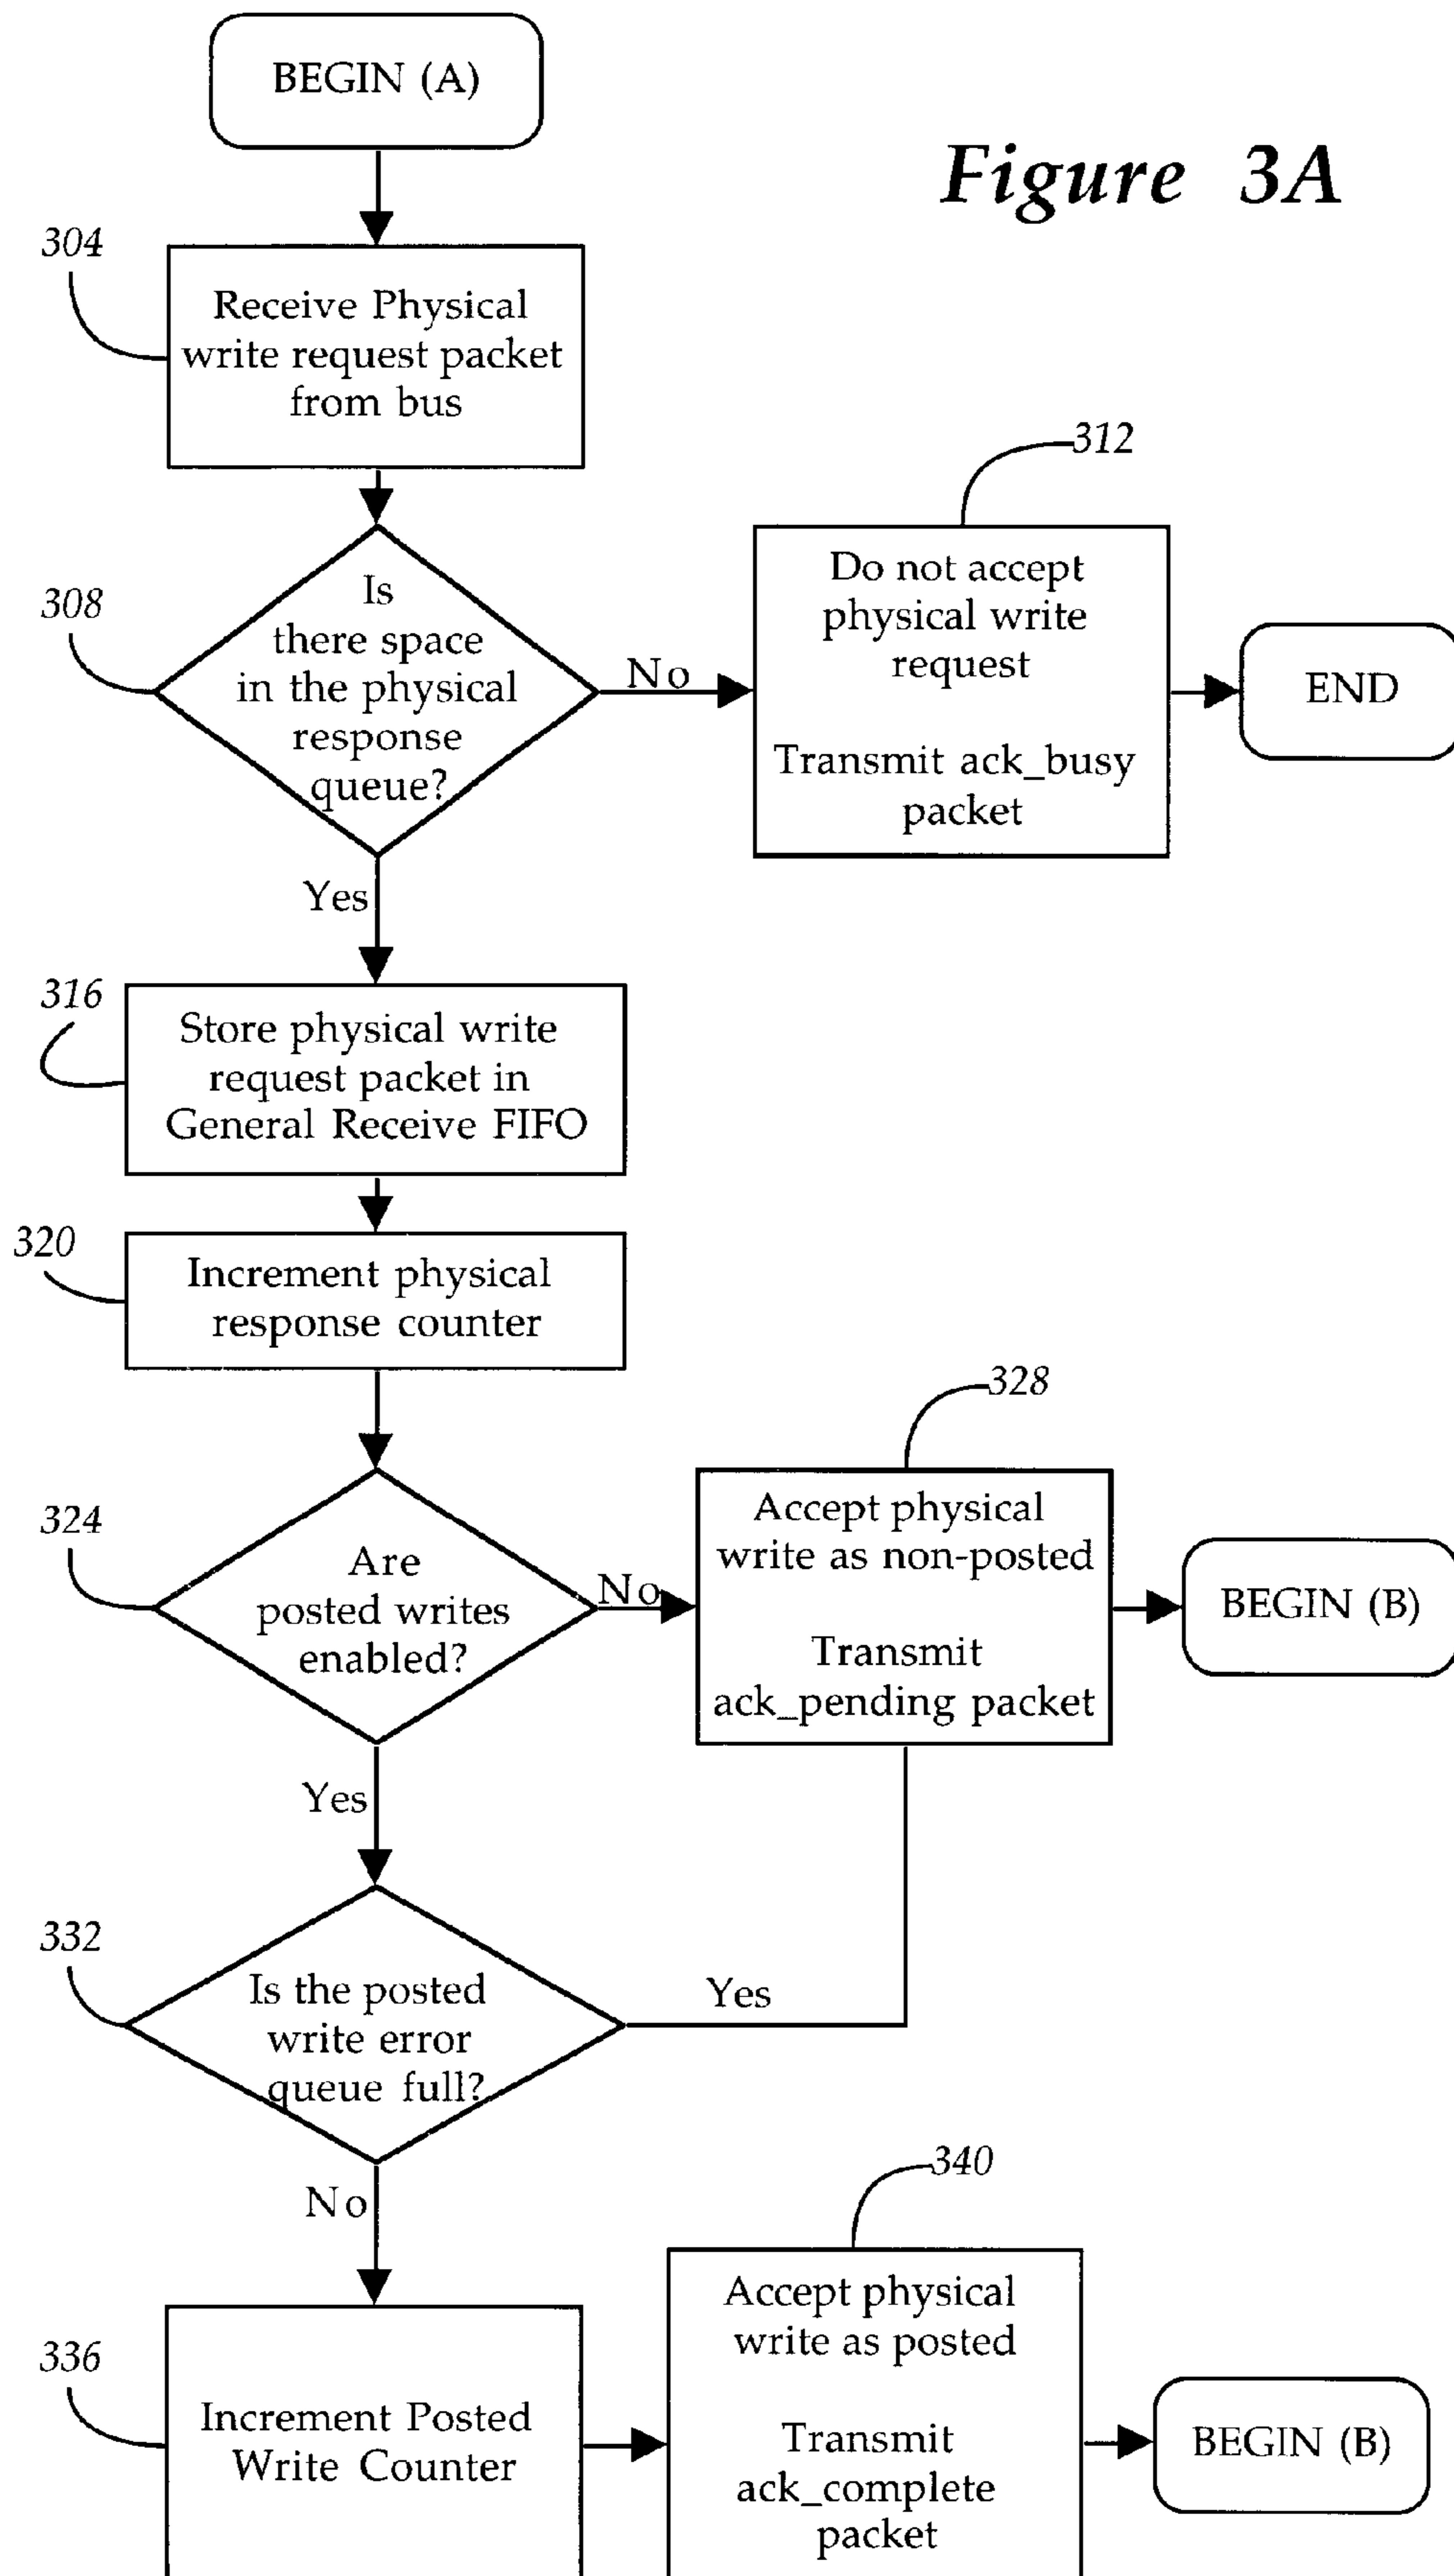 BEGIN (A)
Figure 3A
304
Receive Physical
write request packet
from bus
312
308
Is
there space
in the physical
response
queue?
No
Do not accept
physical write
request
Transmit ack_busy
packet
END
Yes
316
Store physical write
request packet in
General Receive FIFO
320
Increment physical
response counter
328
324
Are
posted writes
enabled?
No
Accept physical
write as non-posted
Transmit
ack_pending packet
BEGIN (B)
Yes
332
Is the posted
write error
queue full?
Yes
No
340
336
Increment Posted
Write Counter
Accept physical
write as posted
Transmit
ack_complete
packet
BEGIN (B)